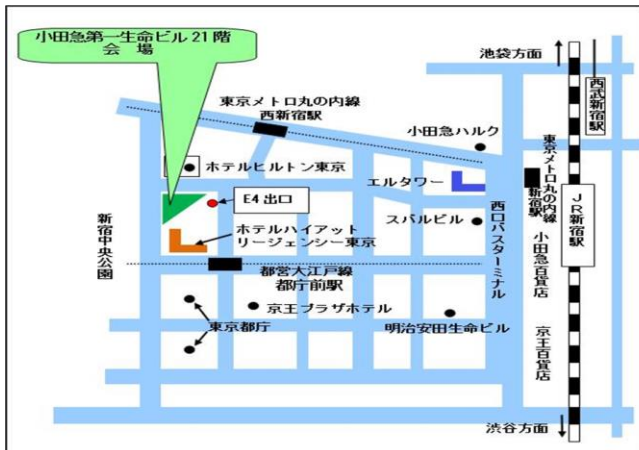 小田急第一生命ビル21階
会 場
池袋方面
西武新宿駅
東京メトロ丸の内線
西新宿駅
小田急ハルク
ホテルヒルトン東京
エルタワー
東京メトロ丸の内線
新宿駅
JR新宿駅
E4 出口
スバルビル
新宿中央公園
ホテルハイアット
リージェンシー東京
西口バスターミナル
小田急百貨店
都営大江戸線
都庁前駅
京王プラザホテル
東京都庁
明治安田生命ビル
京王百貨店
渋谷方面